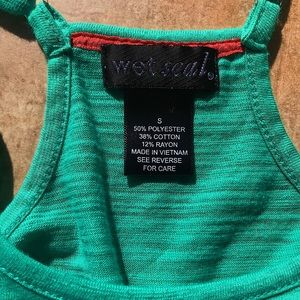 wet seal.
S
50% POLYESTER
38% COTTON
12% RAYON
MADE IN VIETNAM
SEE REVERSE
FOR CARE